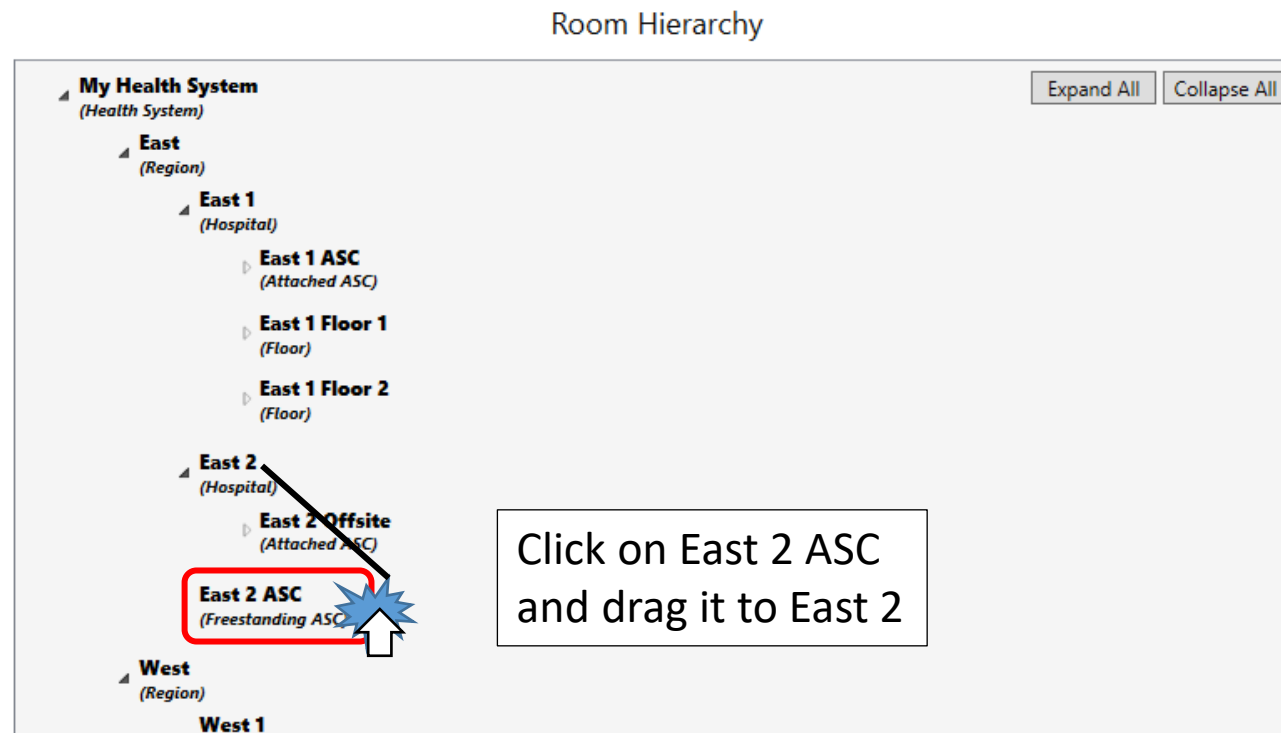 Room Hierarchy
Expand All
Collapse All
My Health System
(Health System)
East
(Region)
East 1
(Hospital)
East 1 ASC
(Attached ASC)
East 1 Floor 1
(Floor)
East 1 Floor 2
(Floor)
East 2
(Hospital)
East 2 Offsite
(Attached ASC)
East 2 ASC
(Freestanding ASC)
Click on East 2 ASC
and drag it to East 2
West
(Region)
West 1